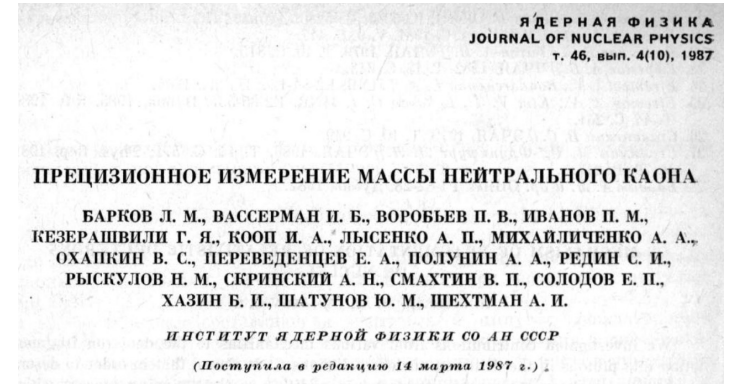 ЯДЕРНАЯ ФИЗИКА
JOURNAL OF NUCLEAR PHYSICS
т. 46, вып. 4(10), 1987
ПРЕЦИЗИОННОЕ ИЗМЕРЕНИЕ МАССЫ НЕЙТРАЛЬНОГО КАОНА
БАРКОВ Л. М., ВАССЕРМАН И. Б., ВОРОБЬЕВ П. В., ИВАНОВ П. М.,
КЕЗЕРАШВИЛИ Г. Я., КООП И. А., ЛЫСЕНКО А. П., МИХАЙЛИЧЕНКО А. А.,
ОХАПКИН В. С., ПЕРЕВЕДЕНЦЕВ Е. А., ПОЛУНИН А. А., РЕДИН С. И.,
РЫСКУЛОВ Н. М., СКРИНСКИЙ А. Н., СМАХТИН В. П., СОЛОДОВ Е. П.,
ХАЗИН Б. И., ШАТУНОВ Ю. М., ШЕХТМАН А. И.
ИНСТИТУТ ЯДЕРНОЙ ФИЗИКИ СО АН СССР
(Поступила в редакцию 14 марта 1987 г.)